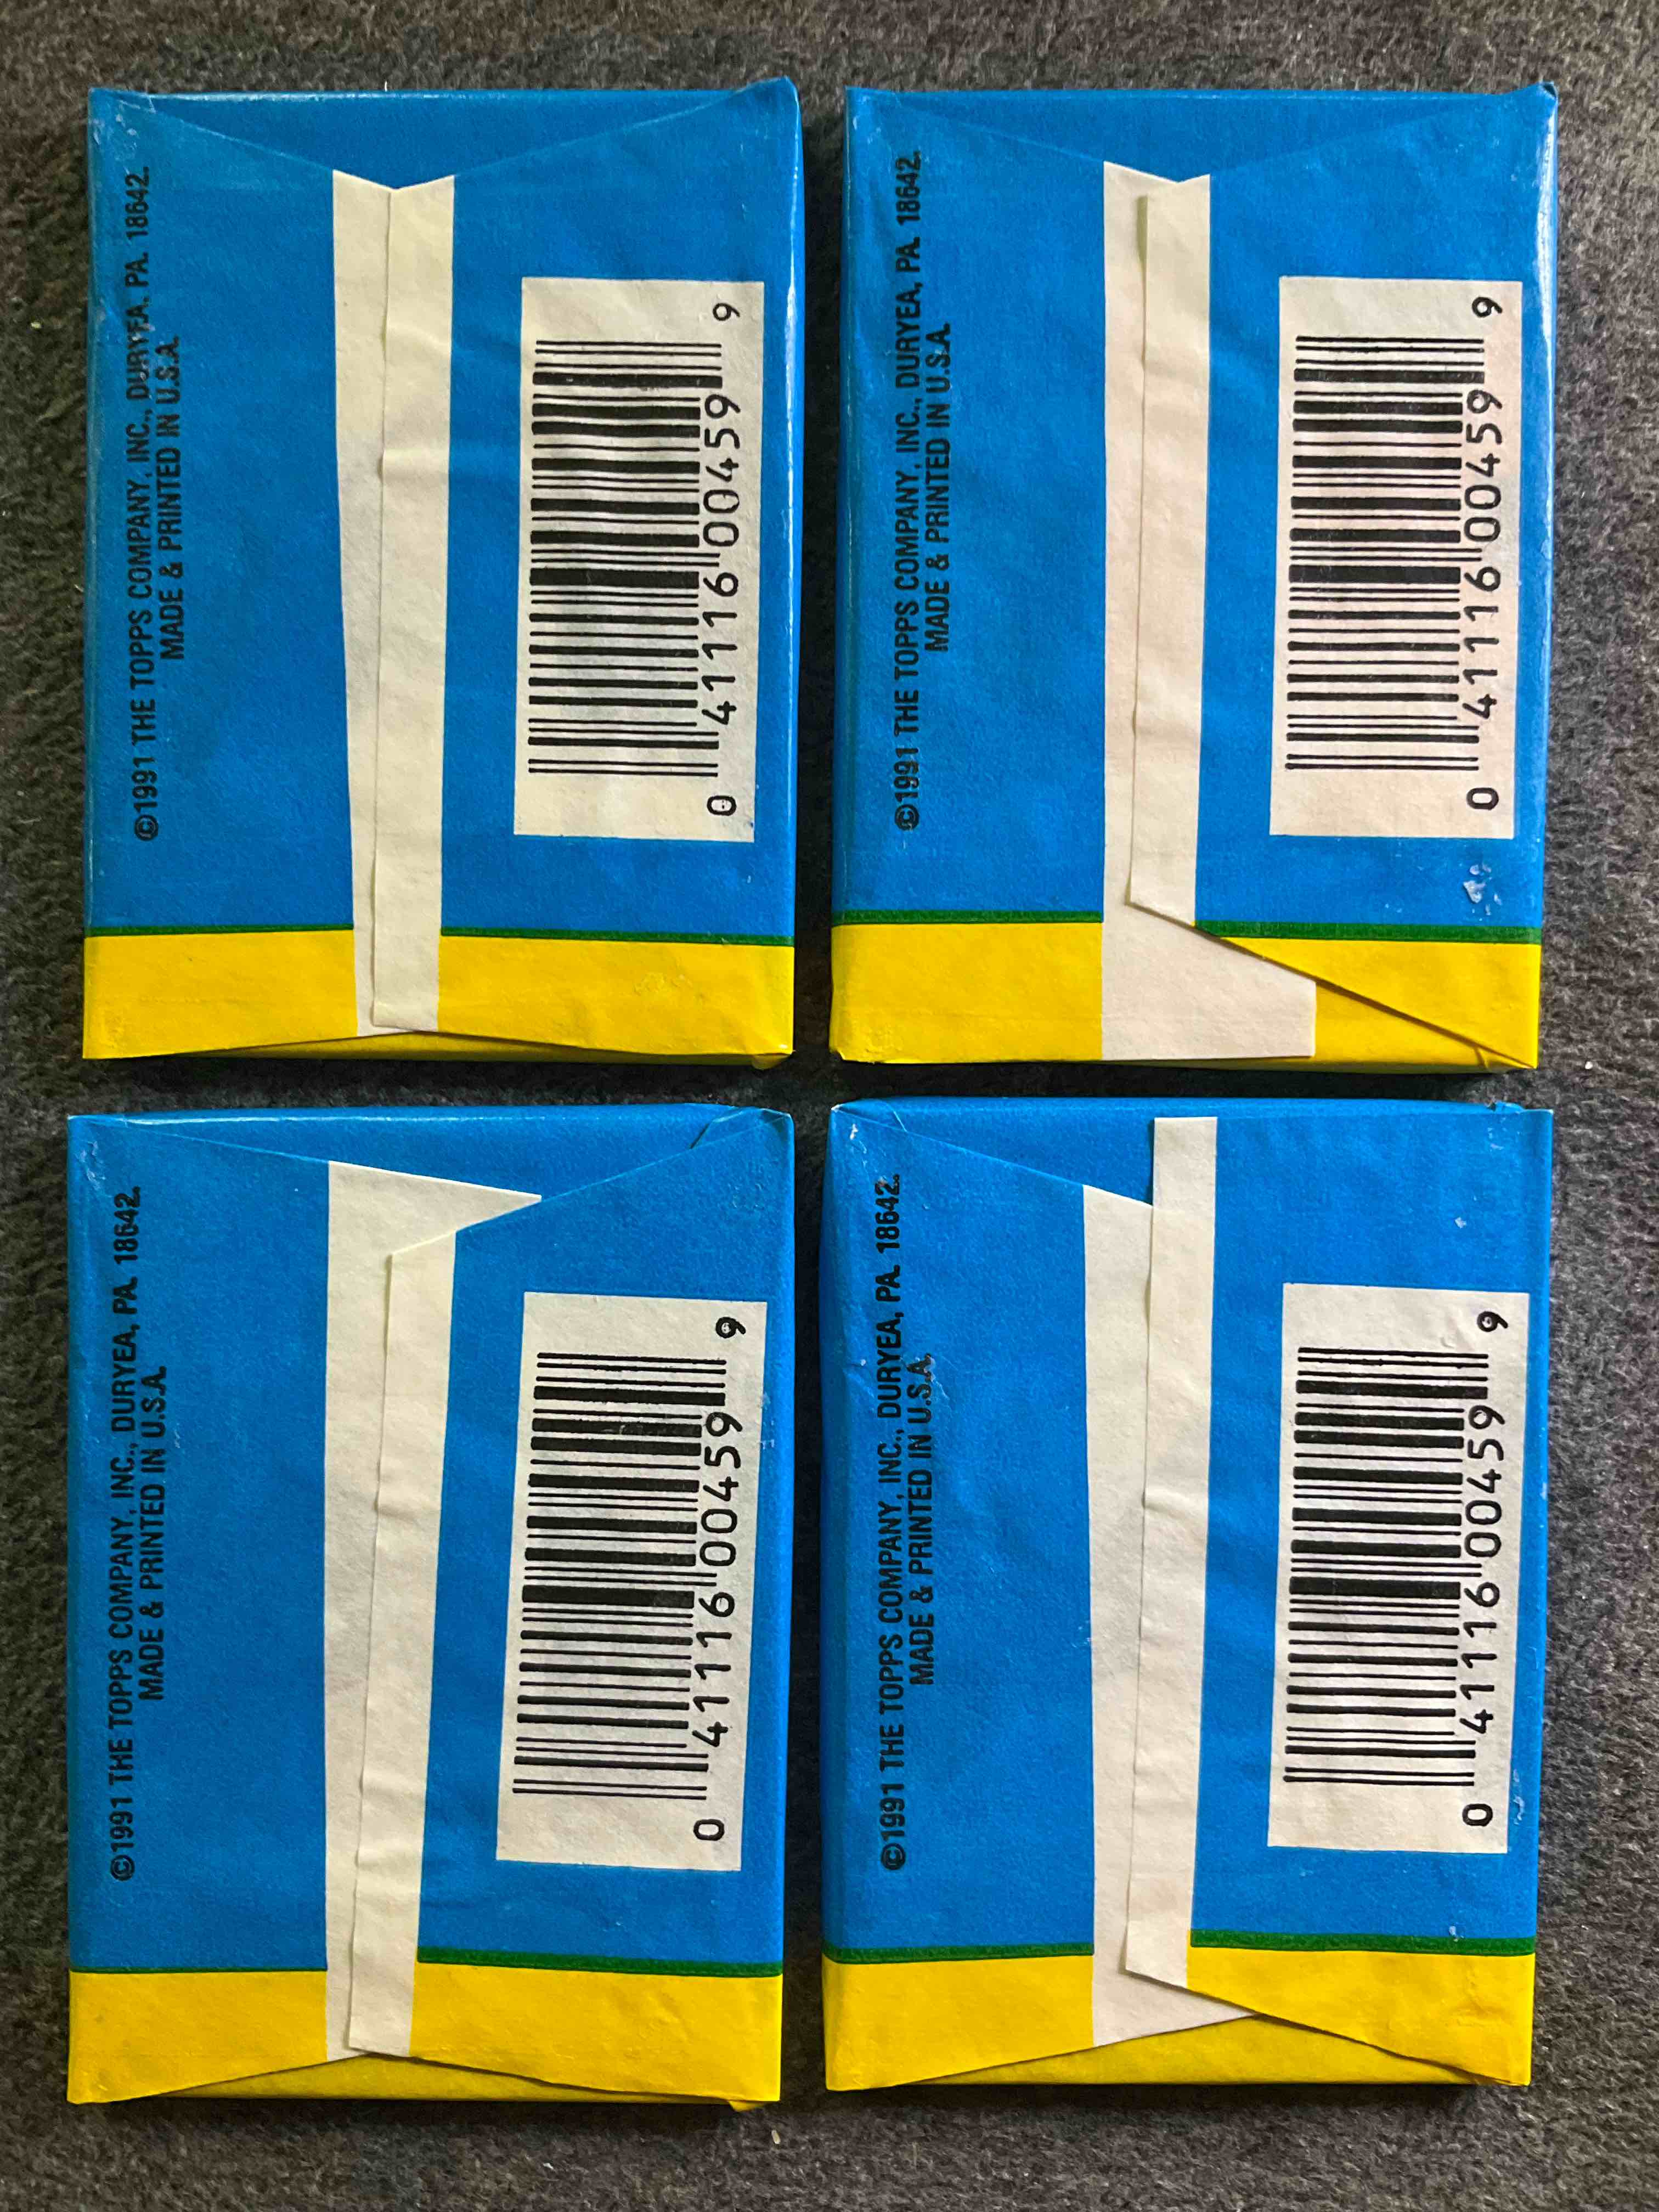 ©1991 THE TOPPS COMPANY, INC., DURYEA, PA. 18642.
MADE & PRINTED IN U.S.A.
0 41116 00459 9
©1991 THE TOPPS COMPANY, INC., DURYEA, PA. 18642.
MADE & PRINTED IN U.S.A.
0 41116 00459 9
©1991 THE TOPPS COMPANY, INC., DURYEA, PA. 18642.
MADE & PRINTED IN U.S.A.
0 41116 00459 9
©1991 THE TOPPS COMPANY, INC., DURYEA, PA. 18642.
MADE & PRINTED IN U.S.A.
0 41116 00459 9